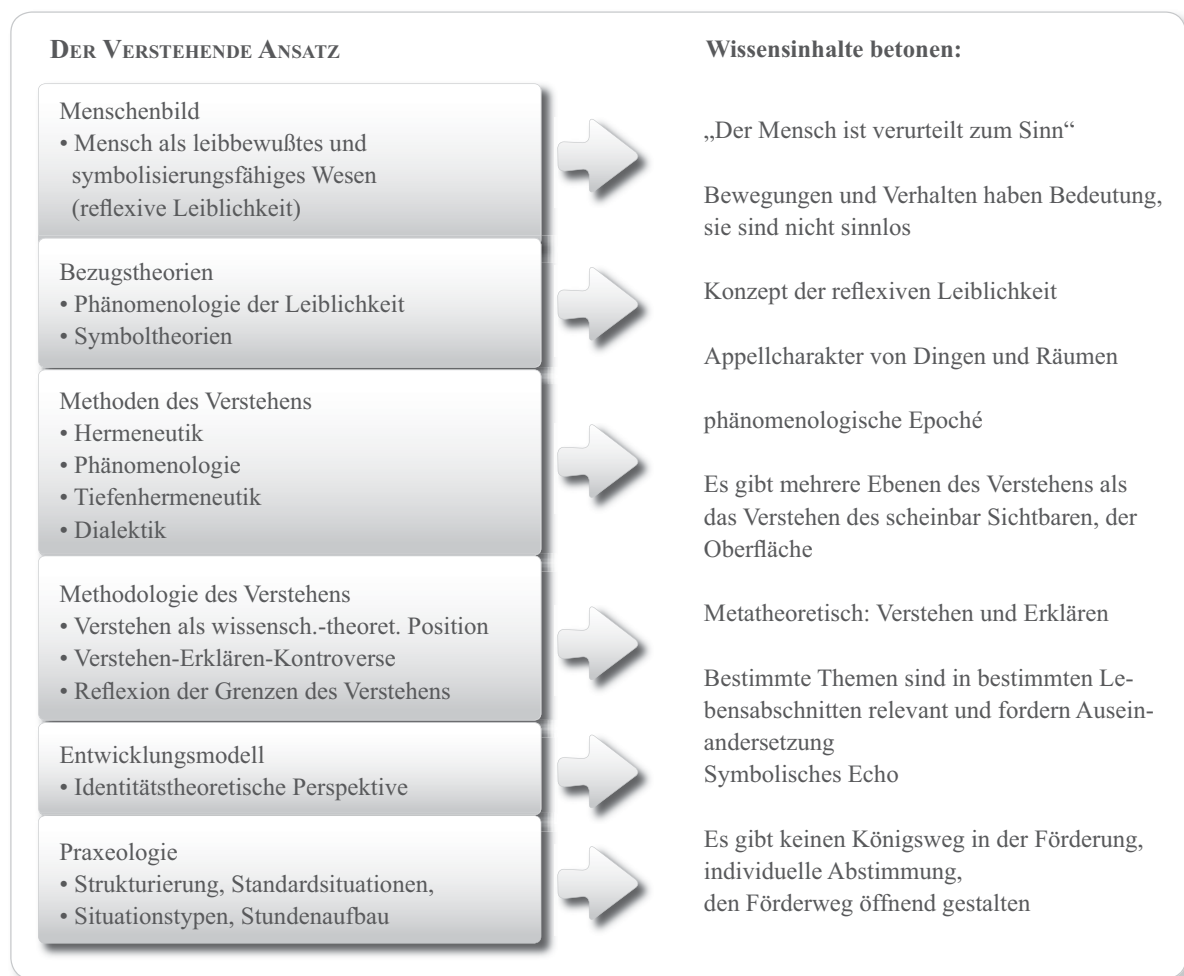 DER VERSTEHENDE ANSATZ
Menschenbild
• Mensch als leibbewußtes und
symbolisierungsfähiges Wesen
(reflexive Leiblichkeit)
Bezugstheorien
• Phänomenologie der Leiblichkeit
• Symboltheorien
Methoden des Verstehens
• Hermeneutik
• Phänomenologie
• Tiefenhermeneutik
• Dialektik
Methodologie des Verstehens
• Verstehen als wissensch.-theoret. Position
• Verstehen-Erklären-Kontroverse
• Reflexion der Grenzen des Verstehens
Entwicklungsmodell
• Identitätstheoretische Perspektive
Praxeologie
• Strukturierung, Standardsituationen,
• Situationstypen, Stundenaufbau
Wissensinhalte betonen:
„Der Mensch ist verurteilt zum Sinn“
Bewegungen und Verhalten haben Bedeutung,
sie sind nicht sinnlos
Konzept der reflexiven Leiblichkeit
Appellcharakter von Dingen und Räumen
phänomenologische Epoché
Es gibt mehrere Ebenen des Verstehens als
das Verstehen des scheinbar Sichtbaren, der
Oberfläche
Metatheoretisch: Verstehen und Erklären
Bestimmte Themen sind in bestimmten Le-
bensabschnitten relevant und fordern Ausein-
andersetzung
Symbolisches Echo
Es gibt keinen Königsweg in der Förderung,
individuelle Abstimmung,
den Förderweg öffnend gestalten